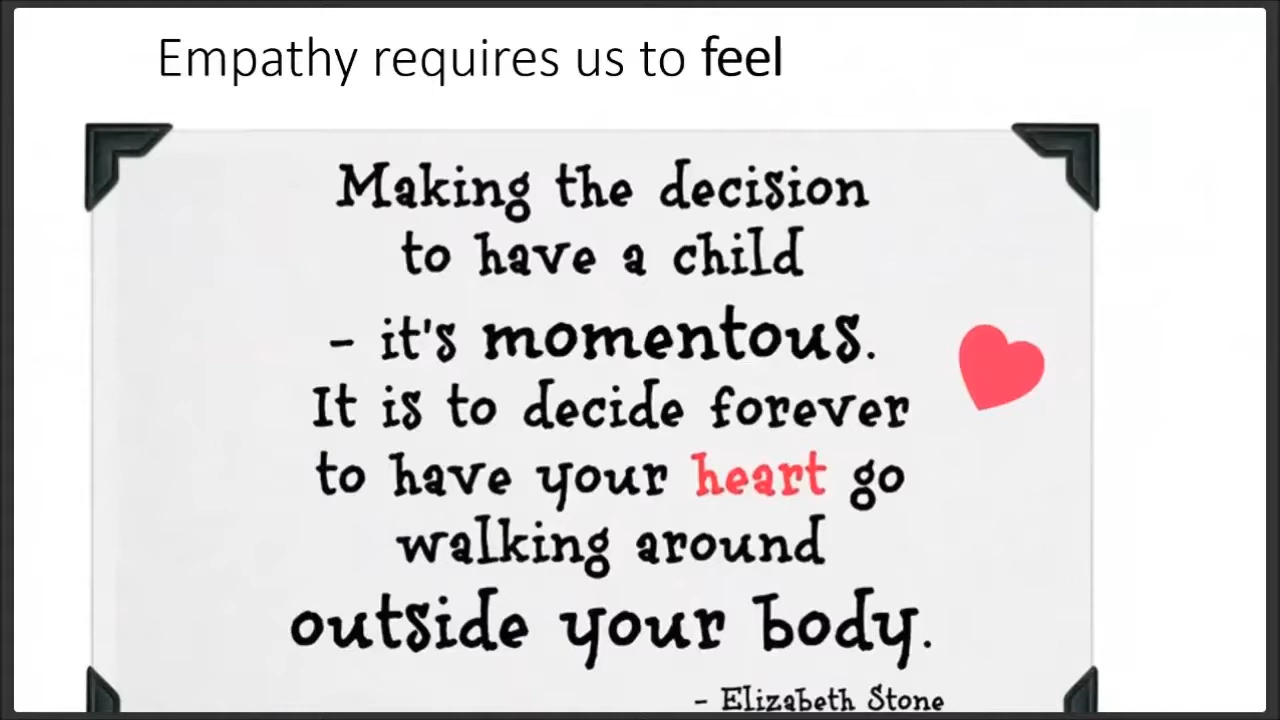 Empathy requires us to feel
Making the decision
to have a child
- it's momentous.
It is to decide forever
to have your heart go
walking around
outside your body.
- Elizabeth Stone